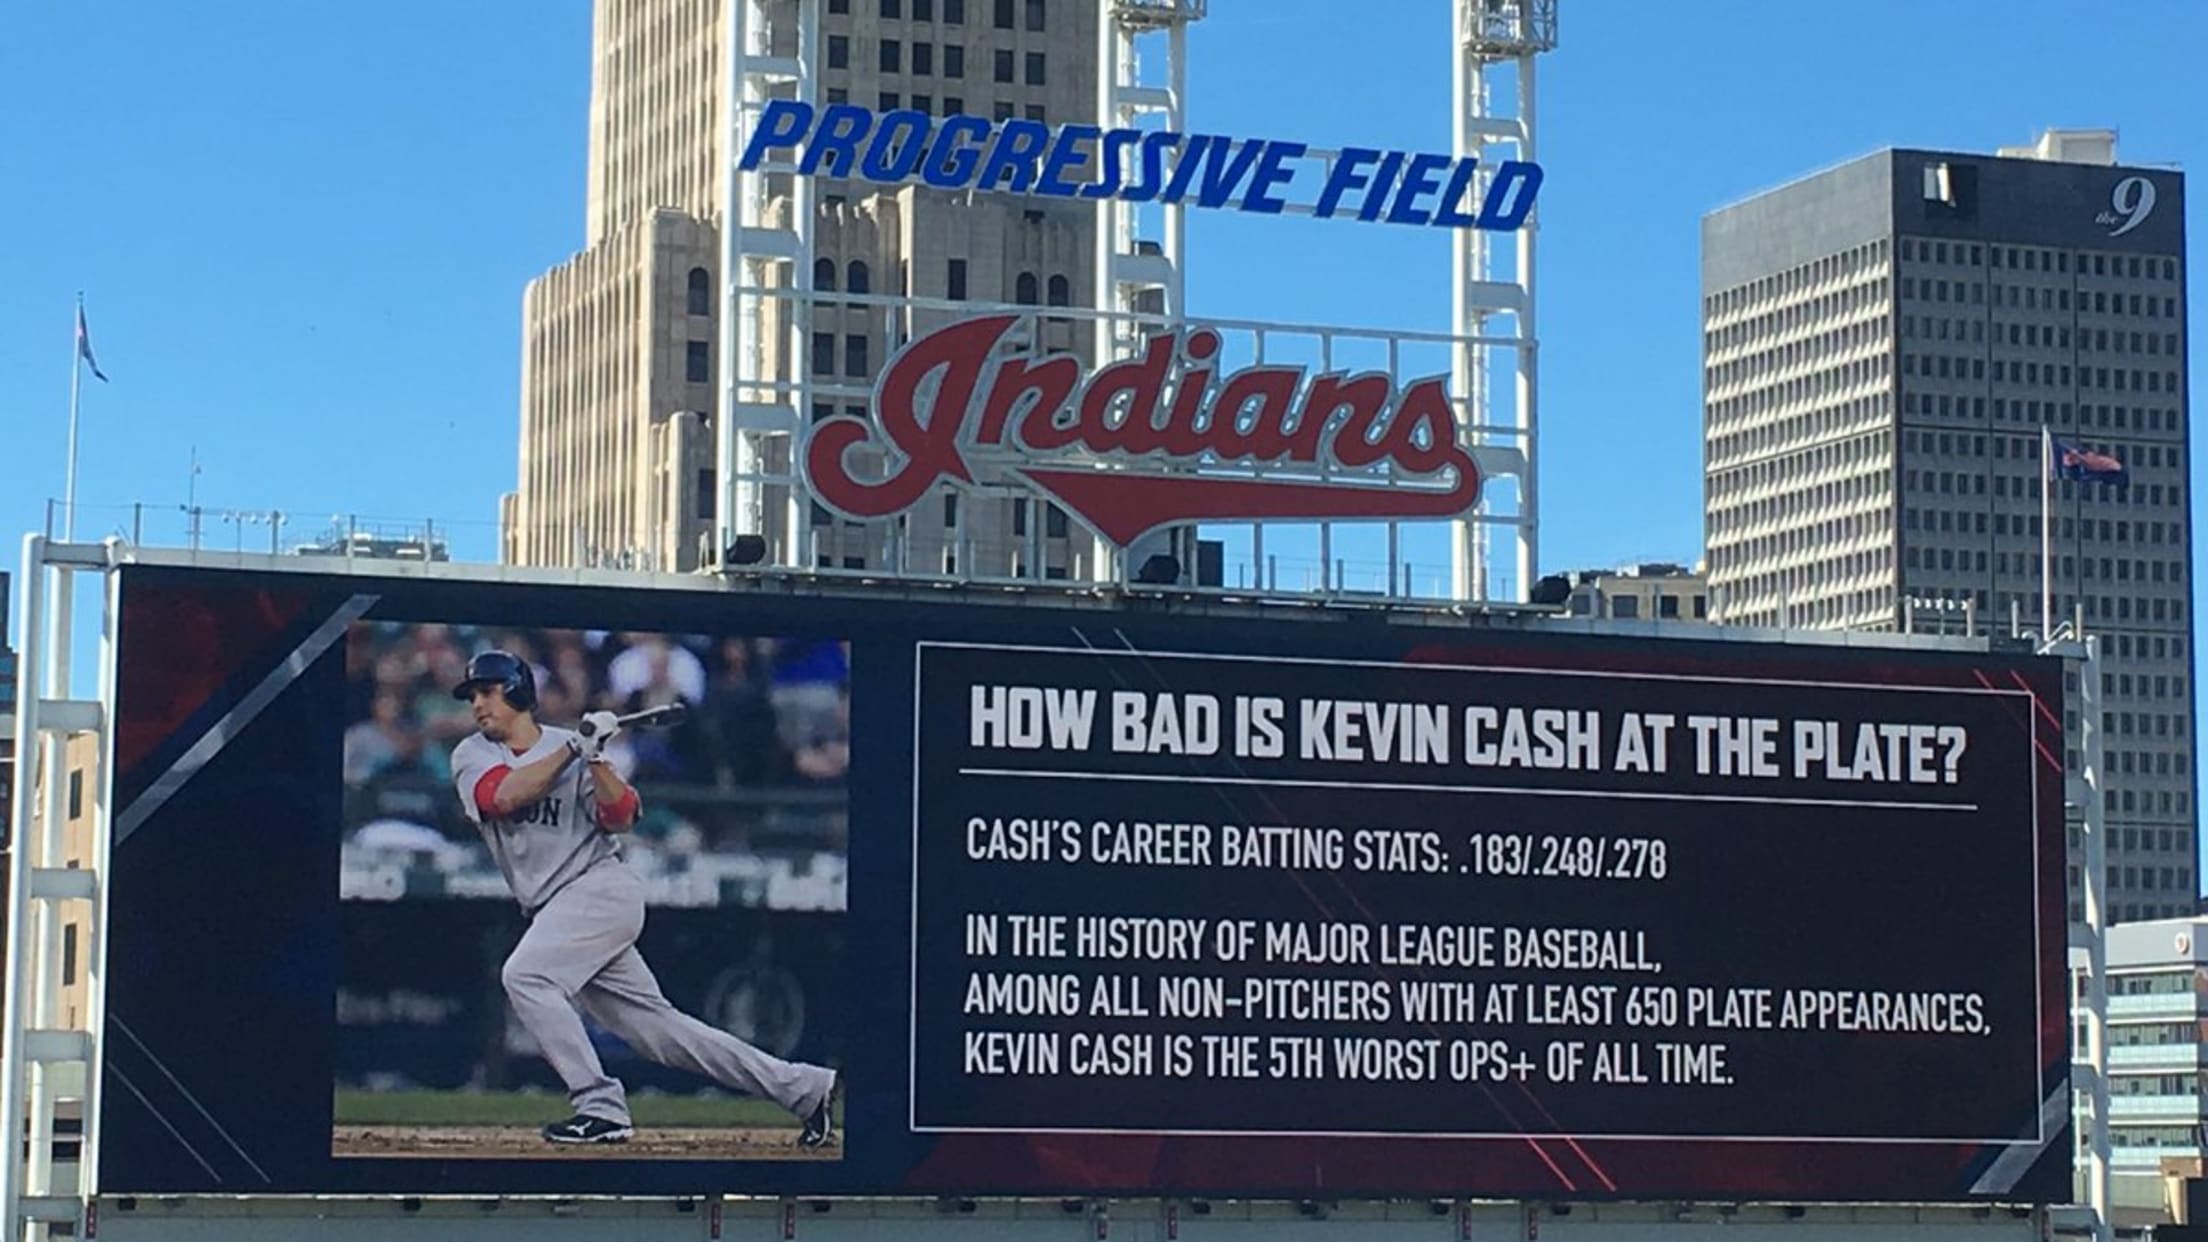 PROGRESSIVE FIELD
the 9
Indians
HOW BAD IS KEVIN CASH AT THE PLATE?
CASH'S CAREER BATTING STATS: .183/.248/.278
IN THE HISTORY OF MAJOR LEAGUE BASEBALL,
AMONG ALL NON-PITCHERS WITH AT LEAST 650 PLATE APPEARANCES,
KEVIN CASH IS THE 5TH WORST OPS+ OF ALL TIME.